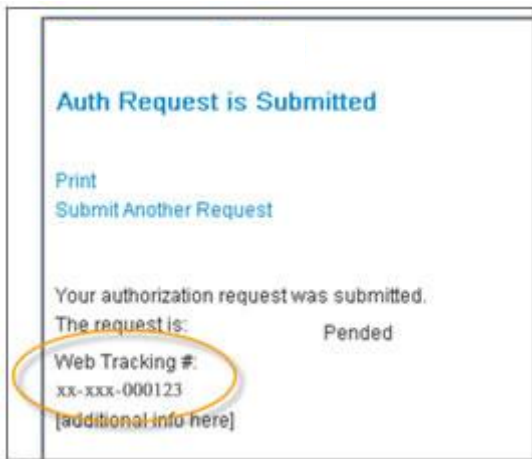 Auth Request is Submitted
Print
Submit Another Request
Your authorization request was submitted.
The request is: Pended
Web Tracking #:
xx-xxx-000123
[additional info here]